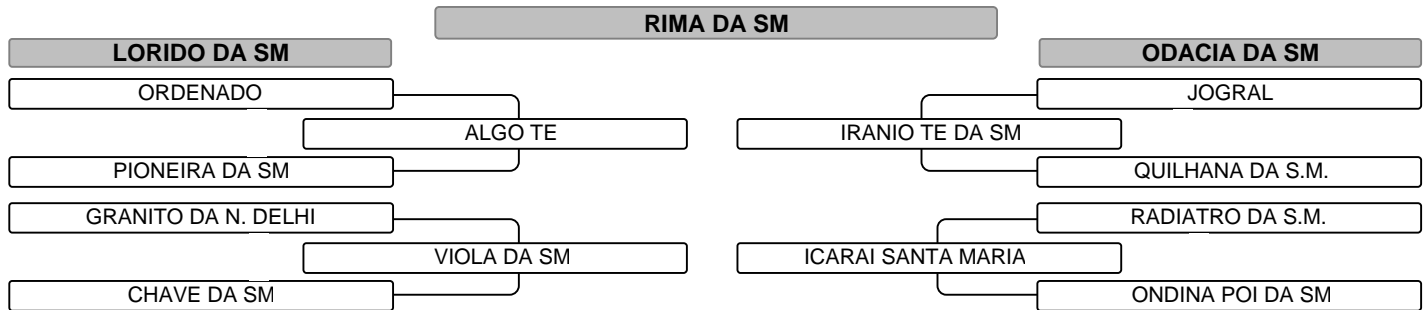 RIMA DA SM
LORIDO DA SM
ODACIA DA SM
ORDENADO
JOGRAL
ALGO TE
IRANIO TE DA SM
PIONEIRA DA SM
QUILHANA DA S.M.
GRANITO DA N. DELHI
RADIATRO DA S.M.
VIOLA DA SM
ICARAI SANTA MARIA
CHAVE DA SM
ONDINA POI DA SM